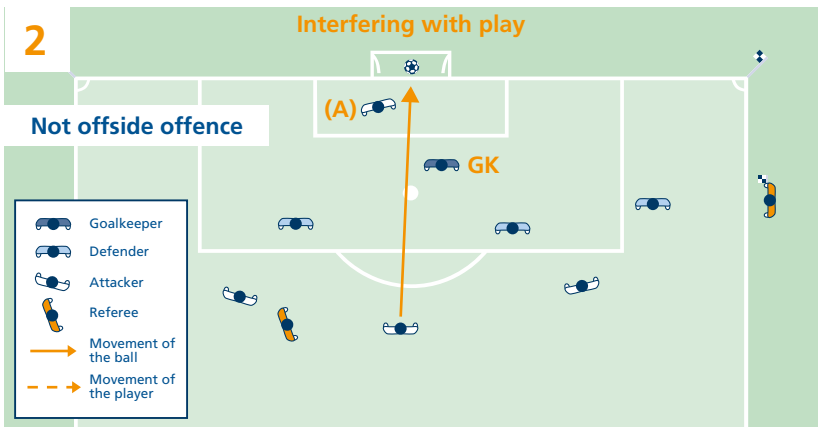 2
Interfering with play
(A)
Not offside offence
GK
Goalkeeper
Defender
Attacker
Referee
Movement of
the ball
Movement of
the player